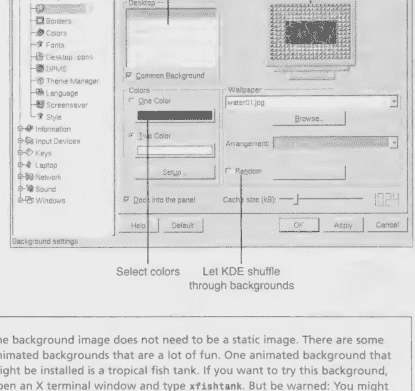 Desktop
Borders
Colors
Fonts
Desktop Icons
DPMS
Theme Manager
Language
Screensaver
Style
Information
Input Devices
Keys
Laptop
Network
Sound
Windows
Common Background
Colors
One Color
Two Color
Setup...
Wallpaper
water01.jpg
Browse...
Arrangement:
Random
Dock into the panel
Cache size (kB):
1024
Help
Default
Apply
Cancel
Background settings
Select colors
Let KDE shuffle
through backgrounds
background image does not need to be a static image. There are some
backgrounds that are a lot of fun. One animated background that
be installed is a tropical fish tank. If you want to try this background,
an X terminal window and type xfishtank. But be warned: You might